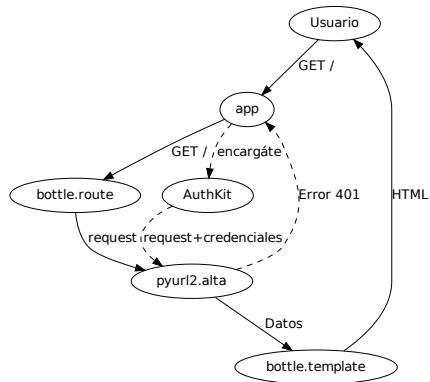 Usuario
GET /
app
GET / encargáte
bottle.route AuthKit Error 401 HTML
request request+credenciales
pyurl2.alta
Datos
bottle.template